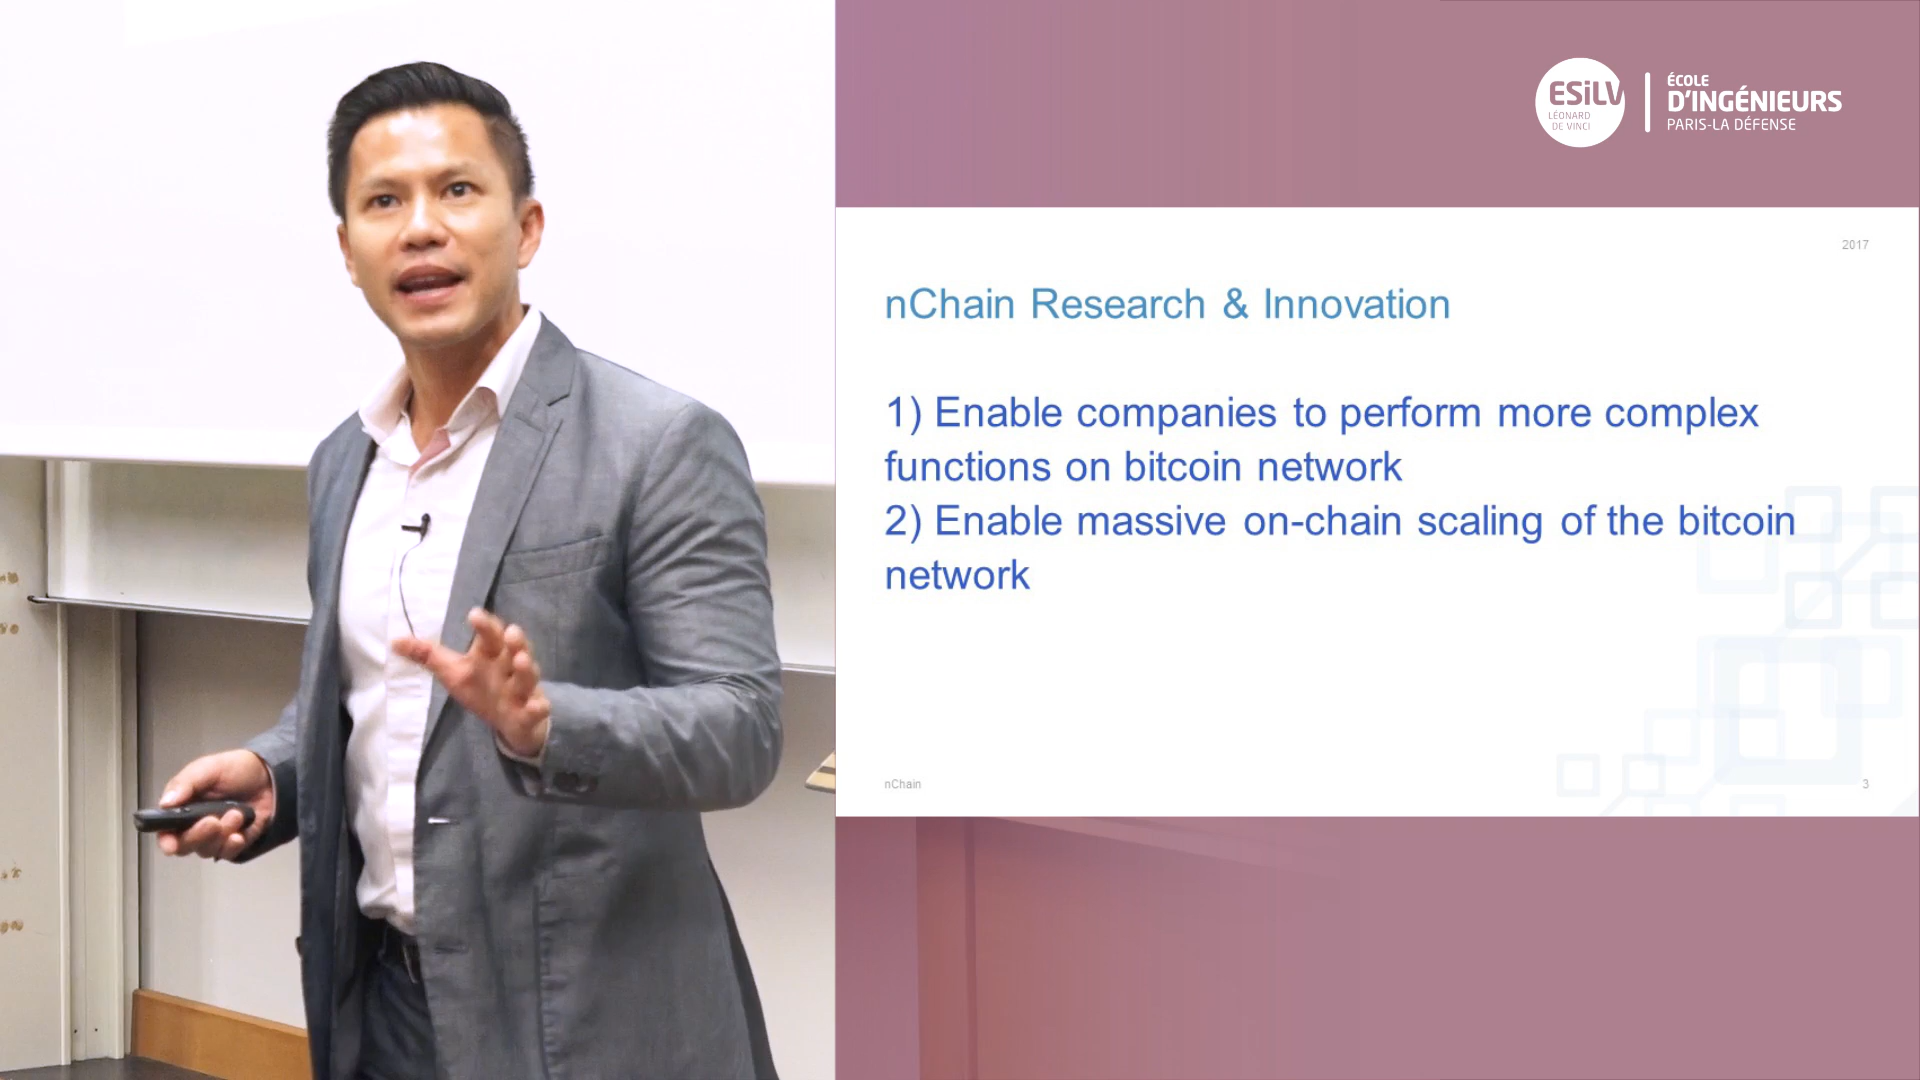 ESiLV
LÉONARD
DE VINCI
ÉCOLE
D'INGÉNIEURS
PARIS-LA DÉFENSE
2017
nChain Research & Innovation
1) Enable companies to perform more complex
functions on bitcoin network
2) Enable massive on-chain scaling of the bitcoin
network
nChain
3